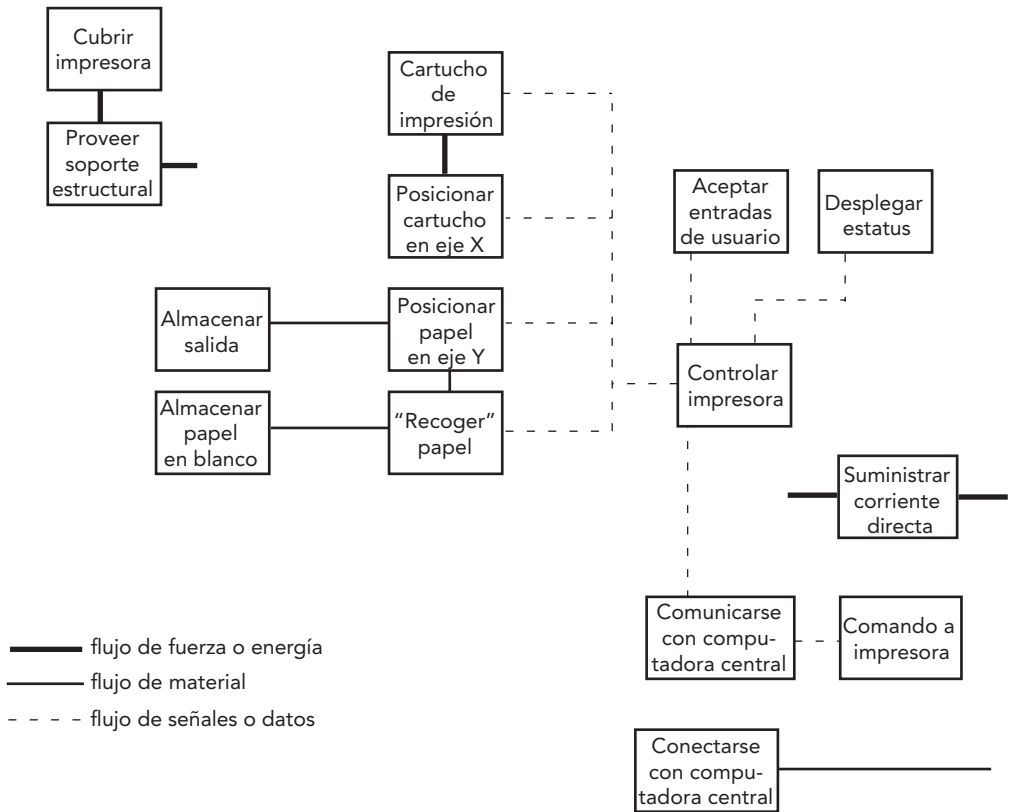 Cubrir
impresora
Proveer
soporte
estructural
Cartucho
de
impresión
Posicionar
cartucho
en eje X
Aceptar
entradas
de usuario
Desplegar
estatus
Almacenar
salida
Posicionar
papel
en eje Y
Controlar
impresora
Almacenar
papel
en blanco
“Recoger”
papel
Suministrar
corriente
directa
Comunicarse
con compu-
tadora central
Comando a
impresora
flujo de fuerza o energía
flujo de material
flujo de señales o datos
Conectarse
con compu-
tadora central